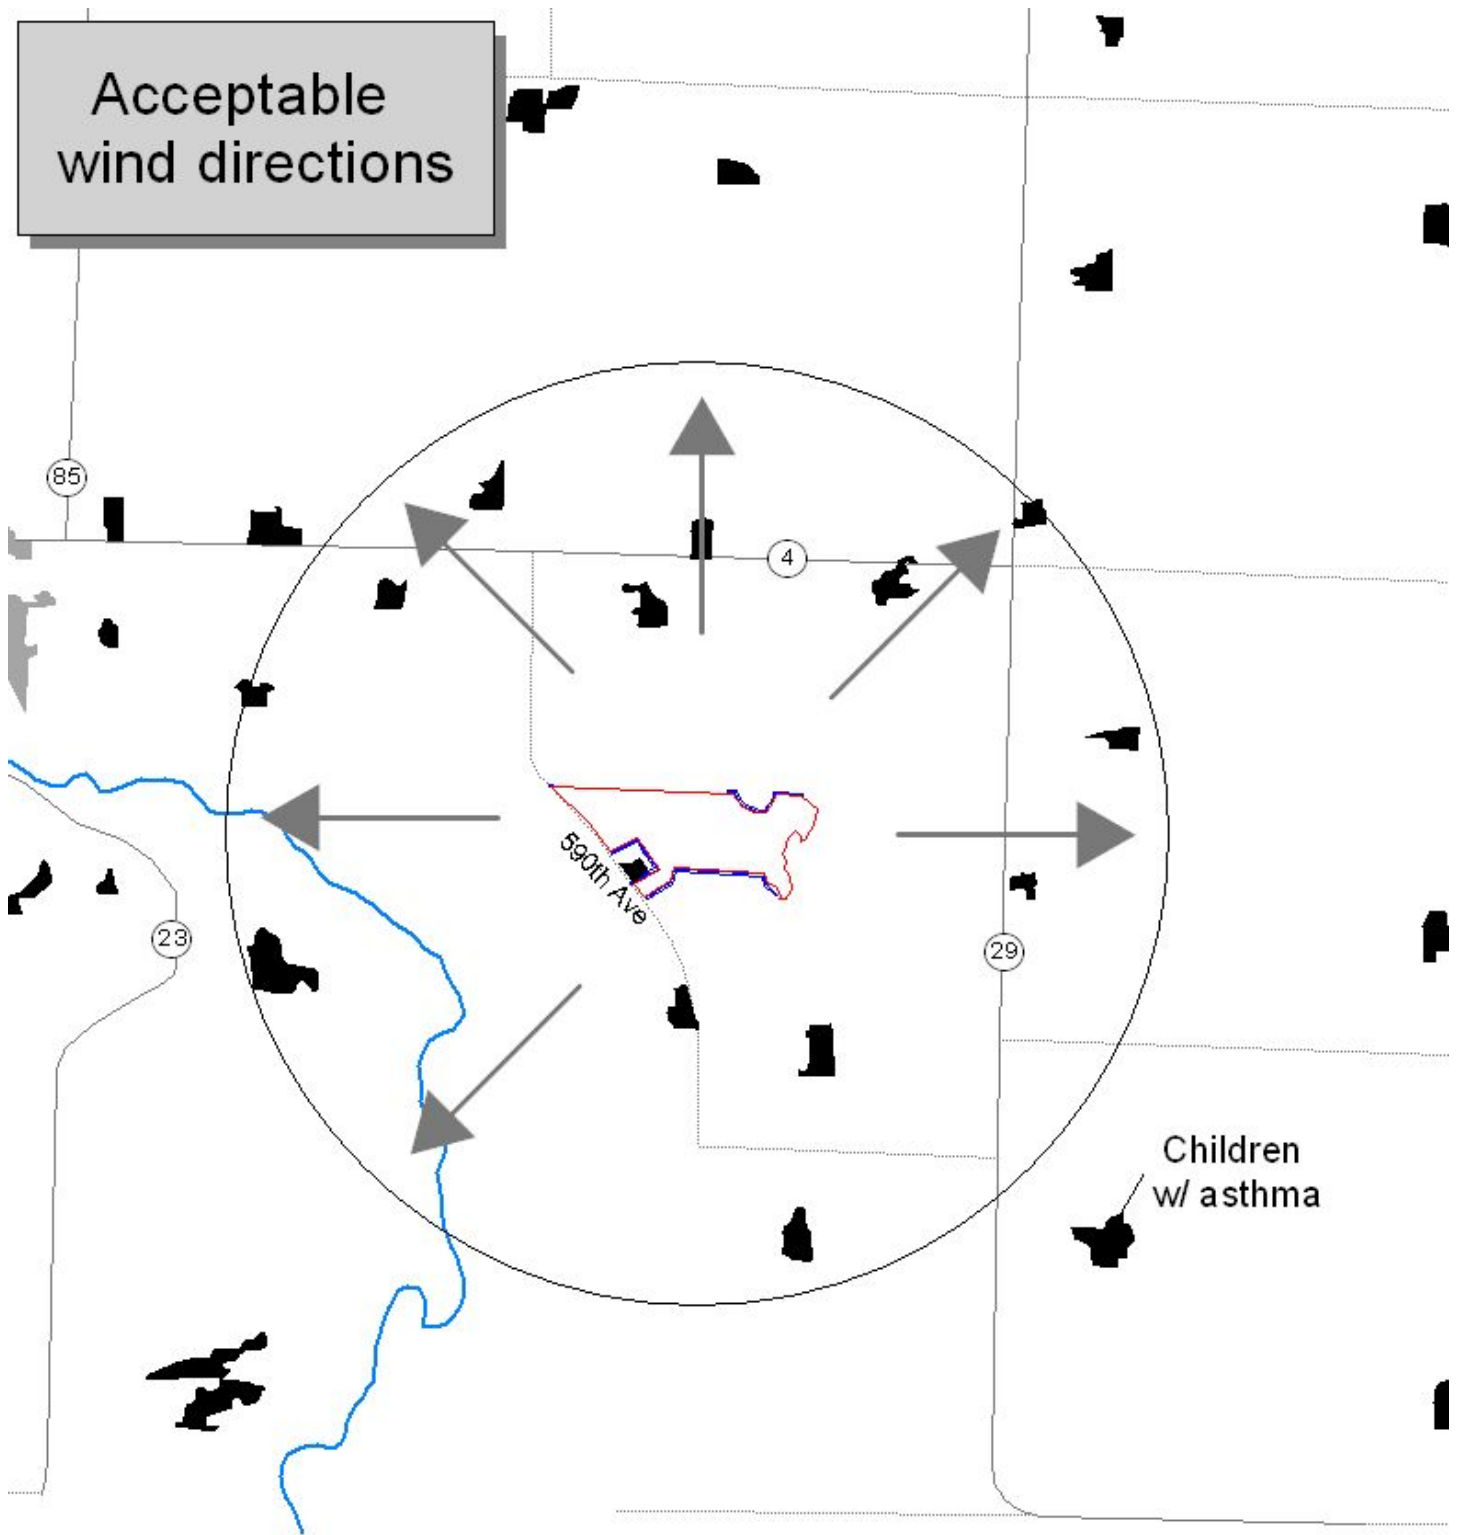 Acceptable
wind directions
85
4
590th Ave
23
29
Children
w/ asthma